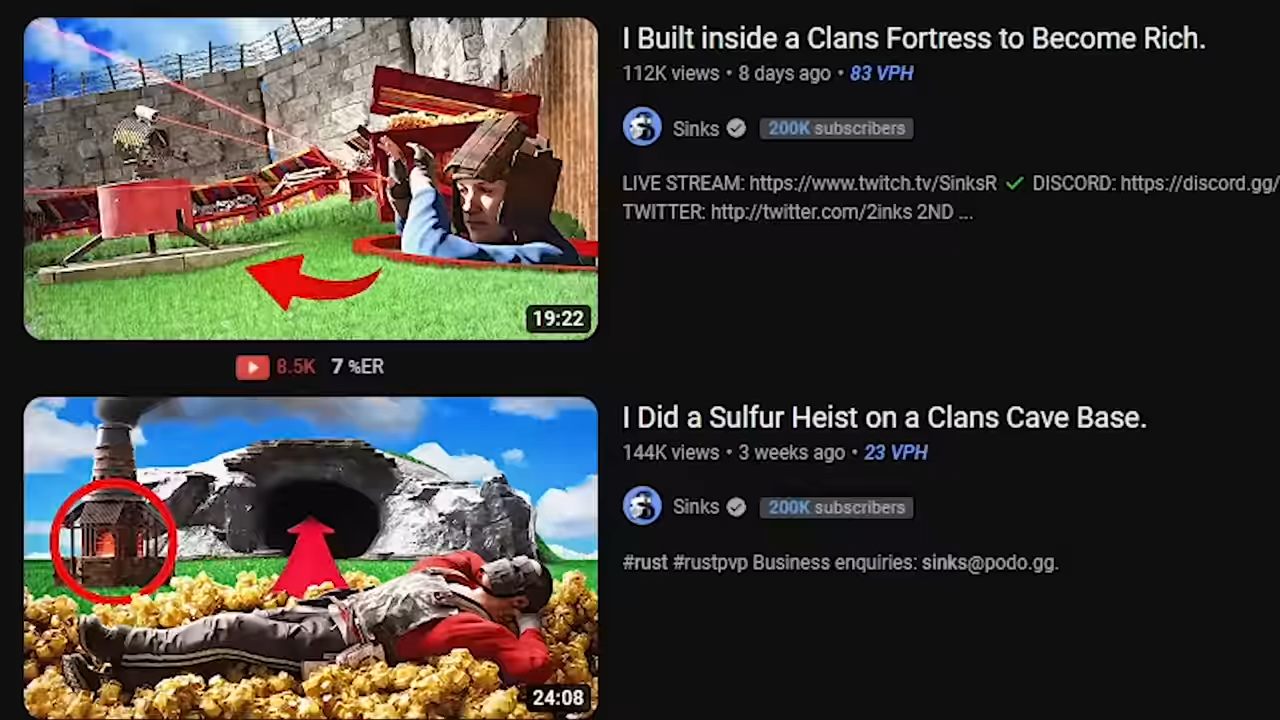 I Built inside a Clans Fortress to Become Rich.
112K views • 8 days ago • 83 VPH
Sinks 200K subscribers
LIVE STREAM: https://www.twitch.tv/SinksR ✓ DISCORD: https://discord.gg/
TWITTER: http://twitter.com/2inks 2ND ...
19:22
8.5K 7 %ER
I Did a Sulfur Heist on a Clans Cave Base.
144K views • 3 weeks ago • 23 VPH
Sinks 200K subscribers
#rust #rustpvp Business enquiries: sinks@podo.gg.
24:08